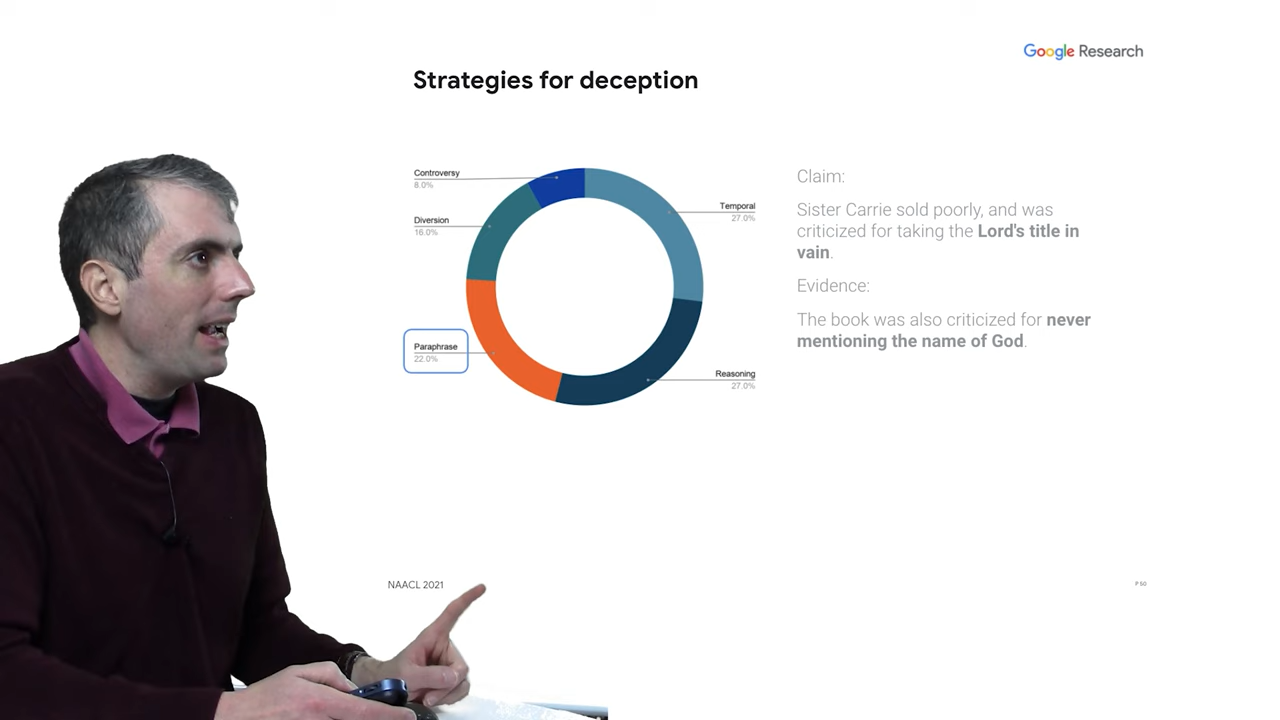 Google Research
Strategies for deception
Controversy
8.0%
Diversion
16.0%
Paraphrase
22.0%
Temporal
27.0%
Reasoning
27.0%
Claim:
Sister Carrie sold poorly, and was
criticized for taking the Lord's title in
vain.
Evidence:
The book was also criticized for never
mentioning the name of God.
NAACL 2021
P 50